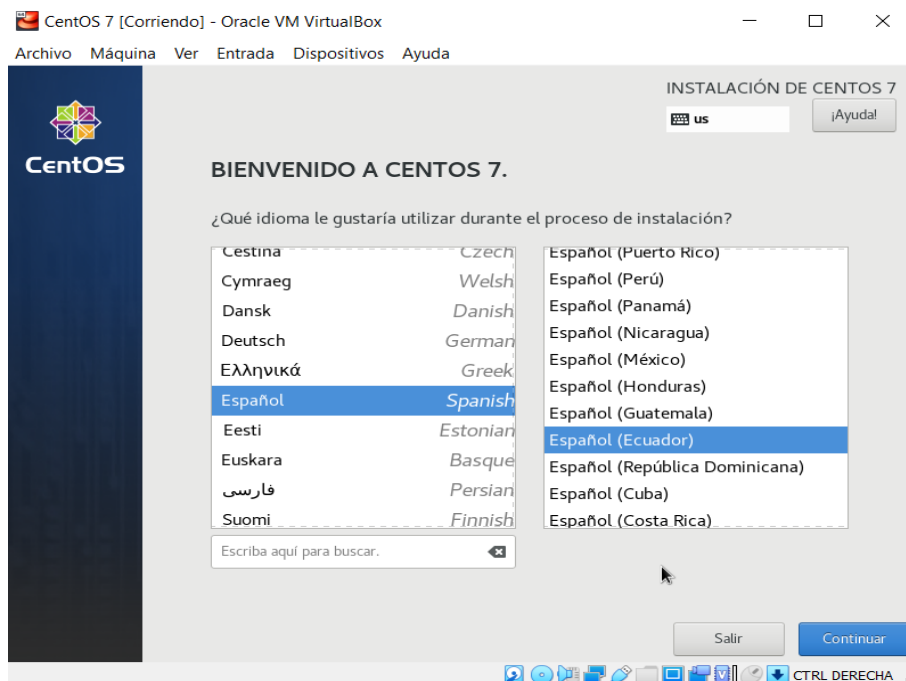 CentOS 7 [Corriendo] - Oracle VM VirtualBox
Archivo Máquina Ver Entrada Dispositivos Ayuda
INSTALACIÓN DE CENTOS 7
us
¡Ayuda!
CentOS
BIENVENIDO A CENTOS 7.
¿Qué idioma le gustaría utilizar durante el proceso de instalación?
Čeština Czech
Cymraeg Welsh
Dansk Danish
Deutsch German
Ελληνικά Greek
Español Spanish
Eesti Estonian
Euskara Basque
فارسی Persian
Suomi Finnish
Español (Puerto Rico)
Español (Perú)
Español (Panamá)
Español (Nicaragua)
Español (México)
Español (Honduras)
Español (Guatemala)
Español (Ecuador)
Español (República Dominicana)
Español (Cuba)
Español (Costa Rica)
Escriba aquí para buscar.
Salir
Continuar
CTRL DERECHA